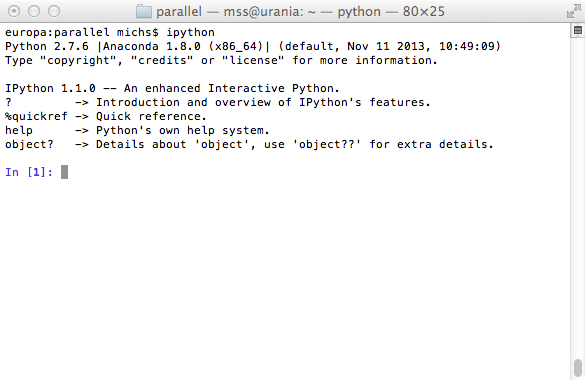 parallel — mss@urania: ~ — python — 80×25
europa:parallel michs$ ipython
Python 2.7.6 |Anaconda 1.8.0 (x86_64)| (default, Nov 11 2013, 10:49:09)
Type "copyright", "credits" or "license" for more information.

IPython 1.1.0 -- An enhanced Interactive Python.
?         -> Introduction and overview of IPython's features.
%quickref -> Quick reference.
help      -> Python's own help system.
object?   -> Details about 'object', use 'object??' for extra details.

In [1]: